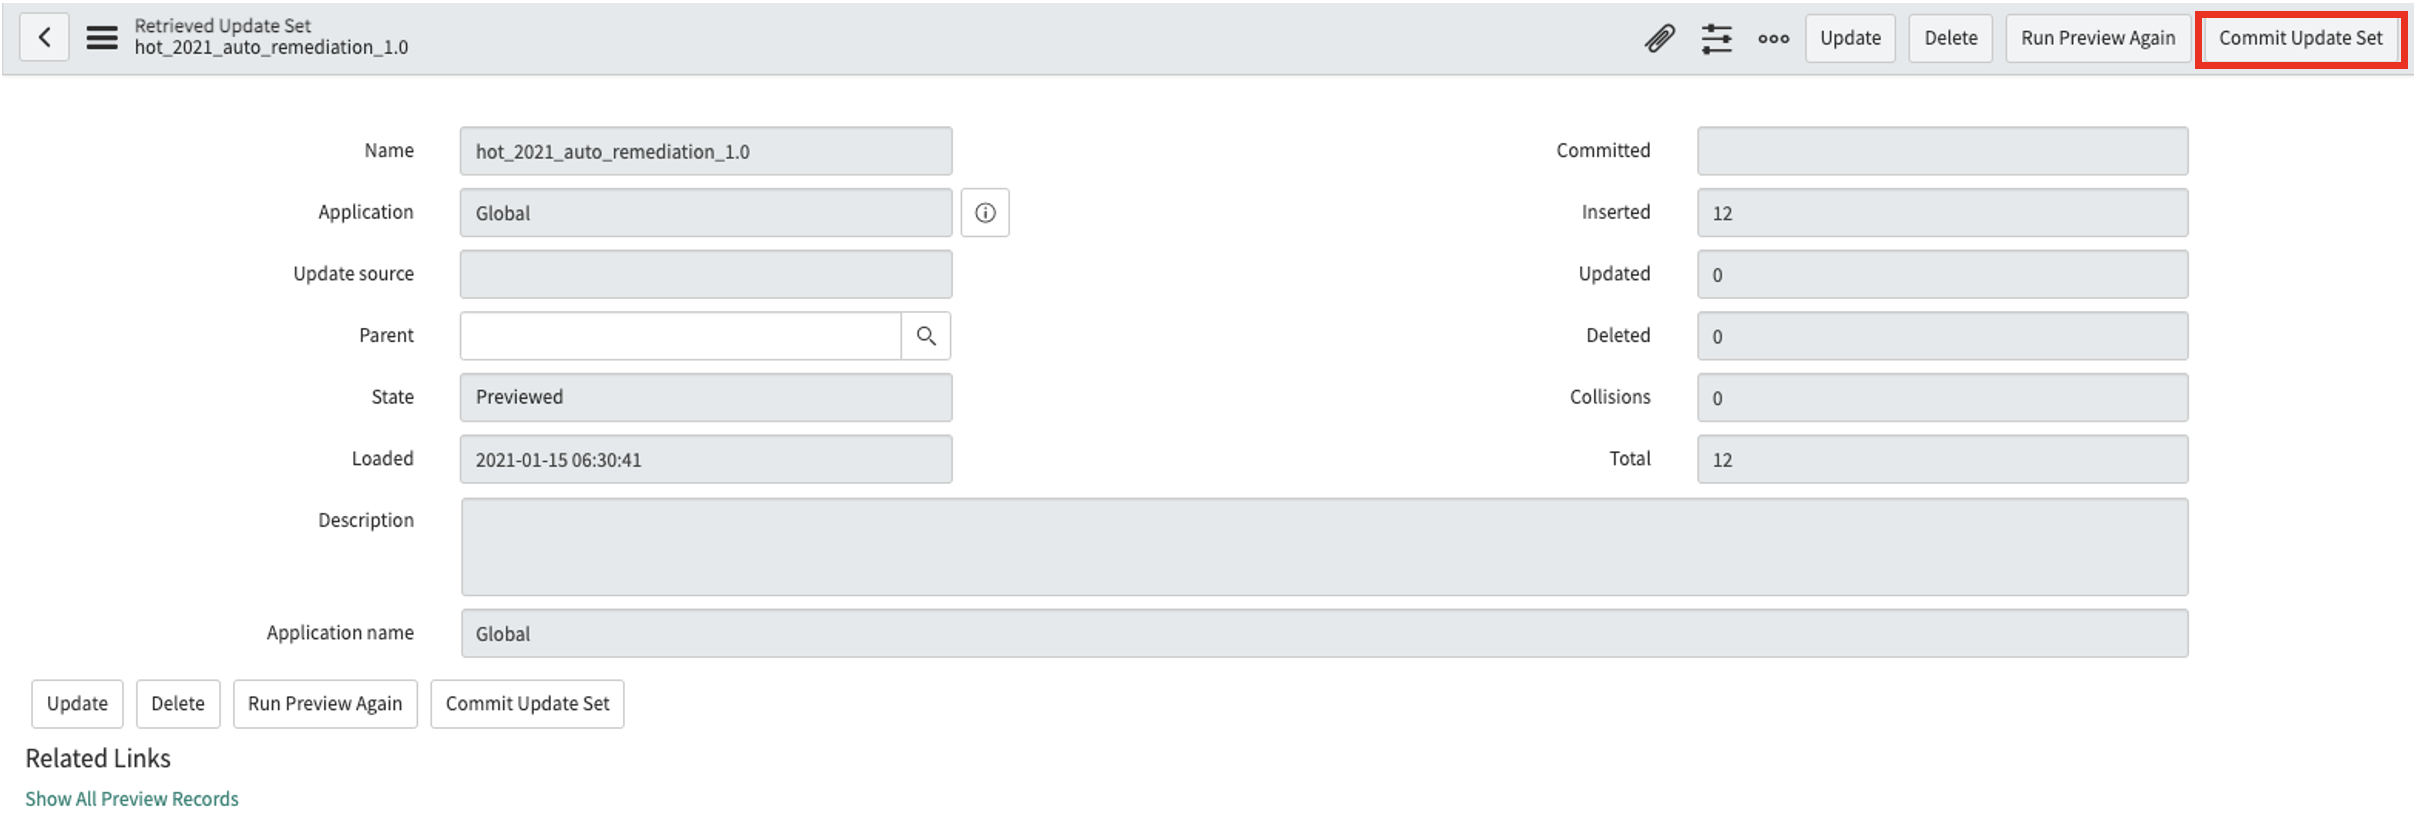 Retrieved Update Set
hot_2021_auto_remediation_1.0
Update
Delete
Run Preview Again
Commit Update Set
Name
hot_2021_auto_remediation_1.0
Application
Global
Update source
Parent
State
Previewed
Loaded
2021-01-15 06:30:41
Committed
Inserted
12
Updated
0
Deleted
0
Collisions
0
Total
12
Description
Application name
Global
Update
Delete
Run Preview Again
Commit Update Set
Related Links
Show All Preview Records